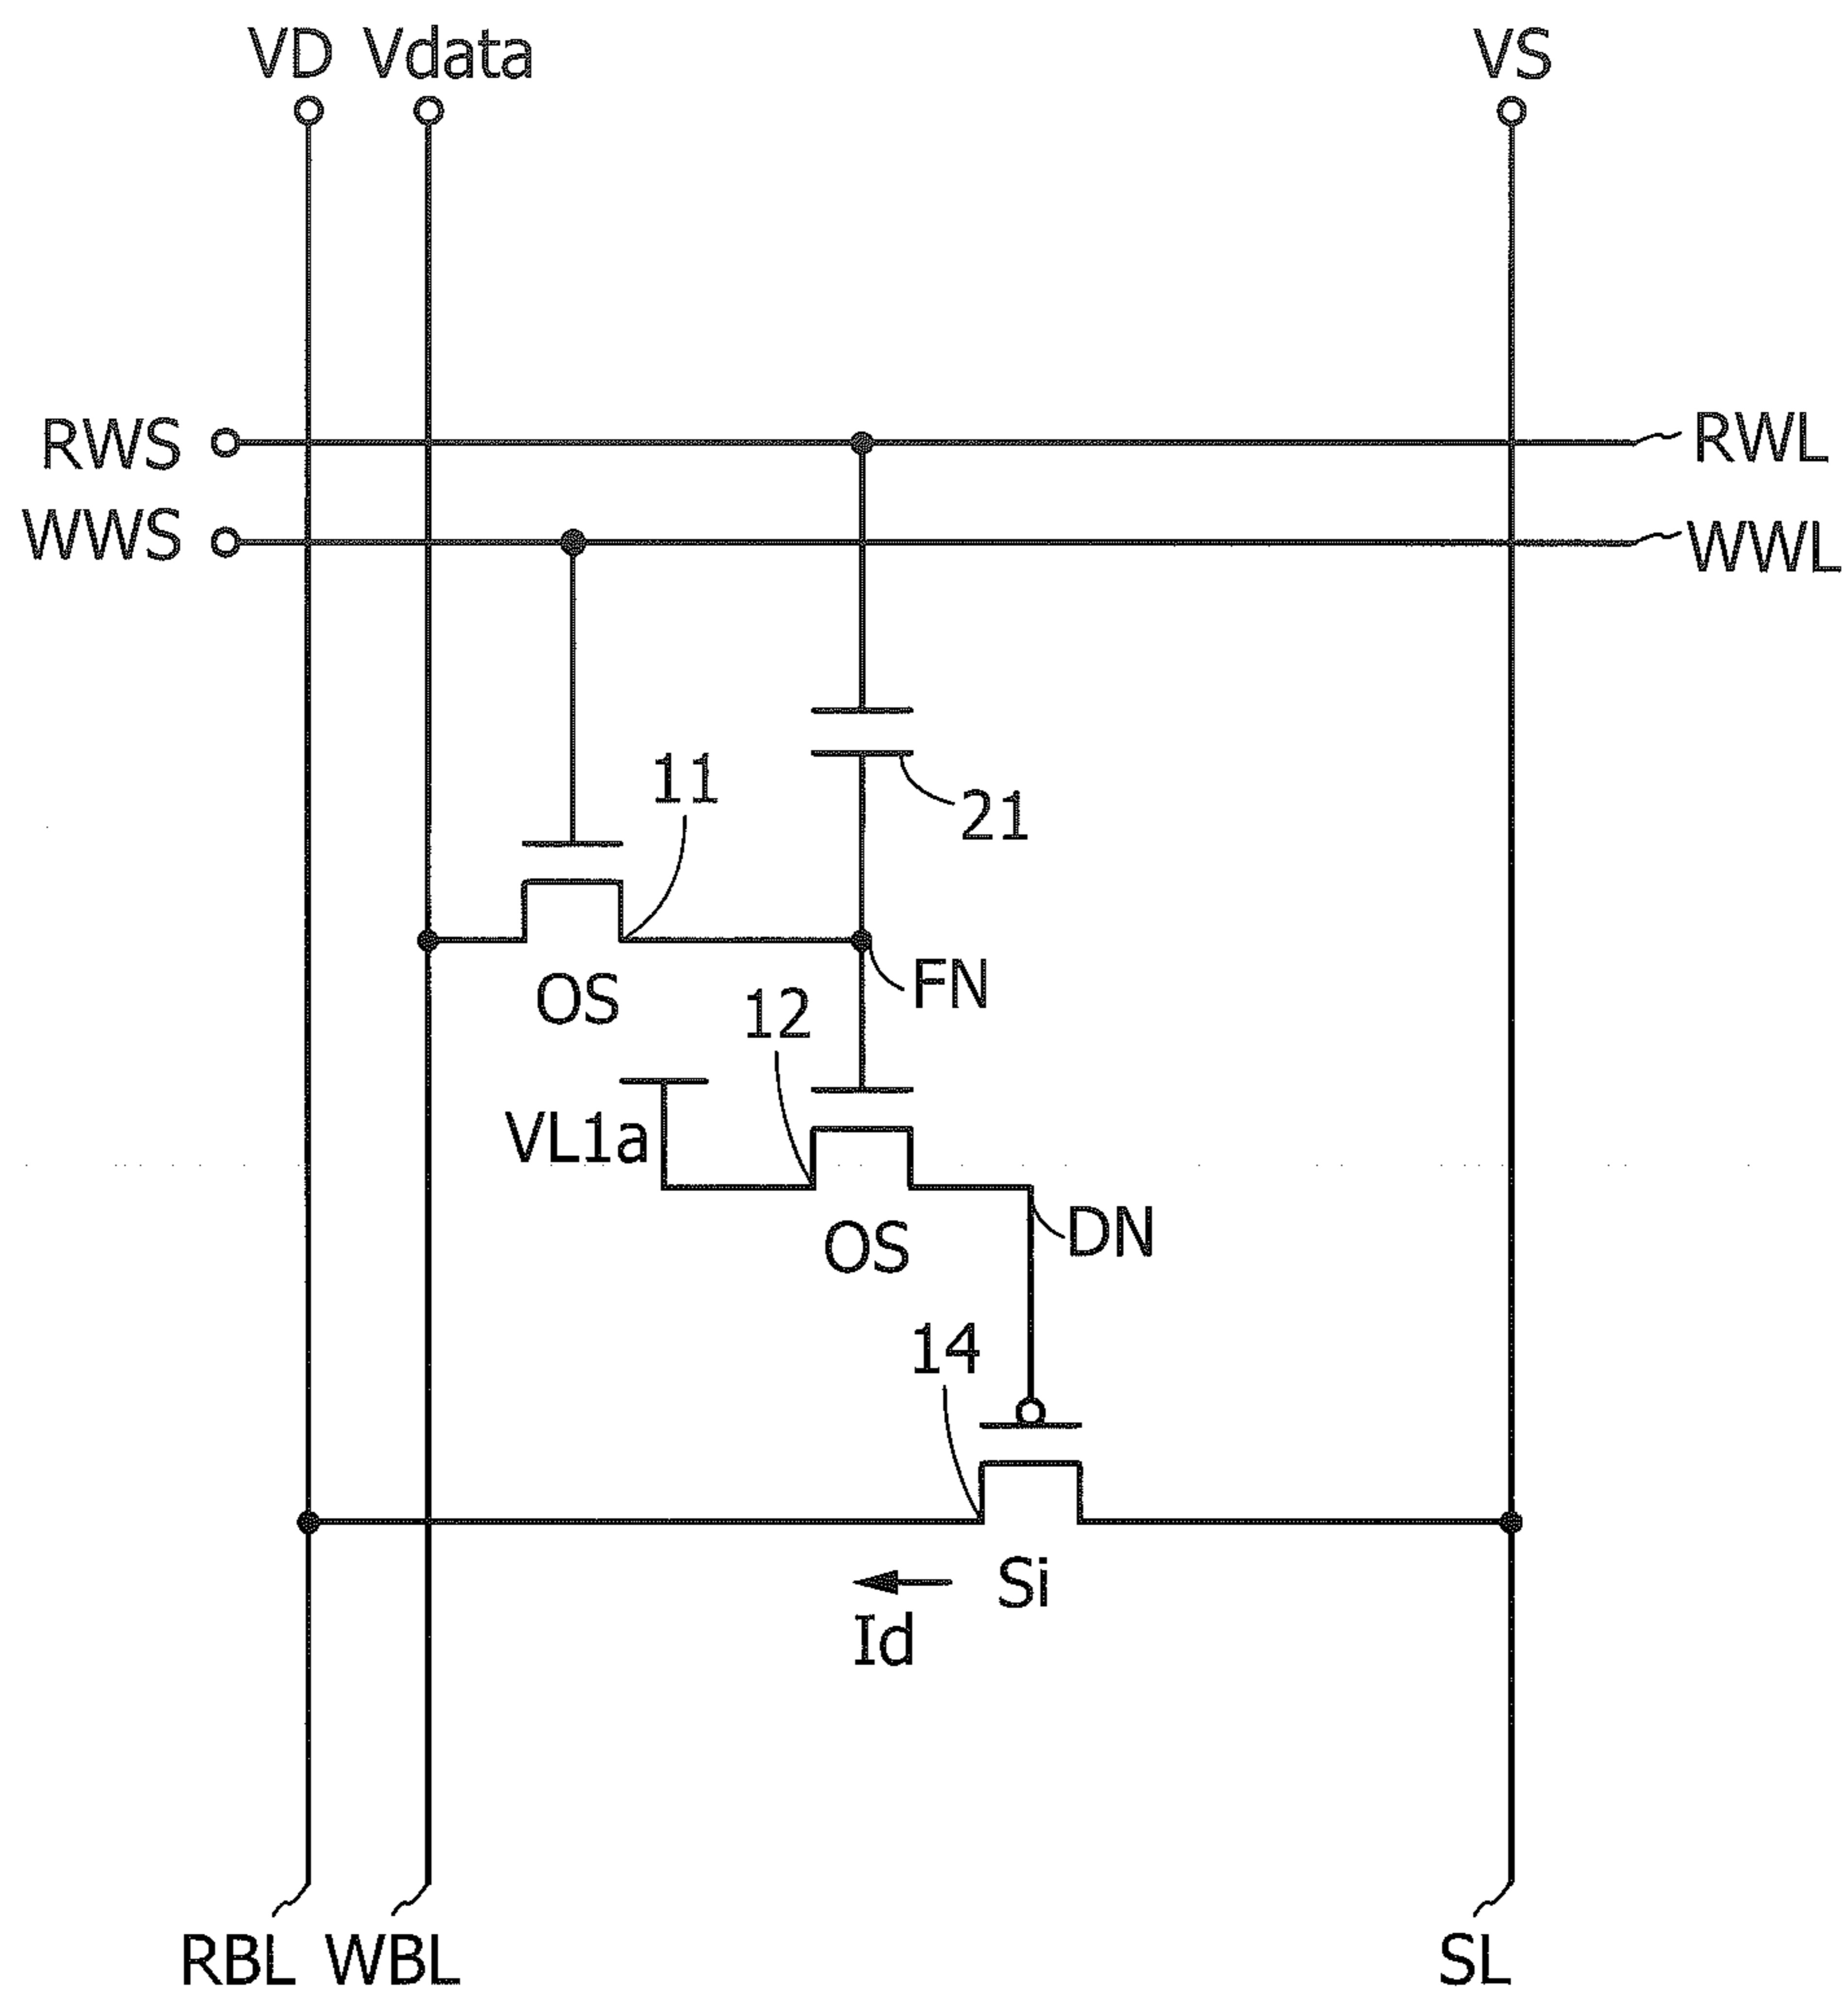 VD Vdata VS
RWS RWL
WWS WWL
11
21
OS
FN
12
VL1a
OS
DN
14
Si
Id
RBL WBL SL